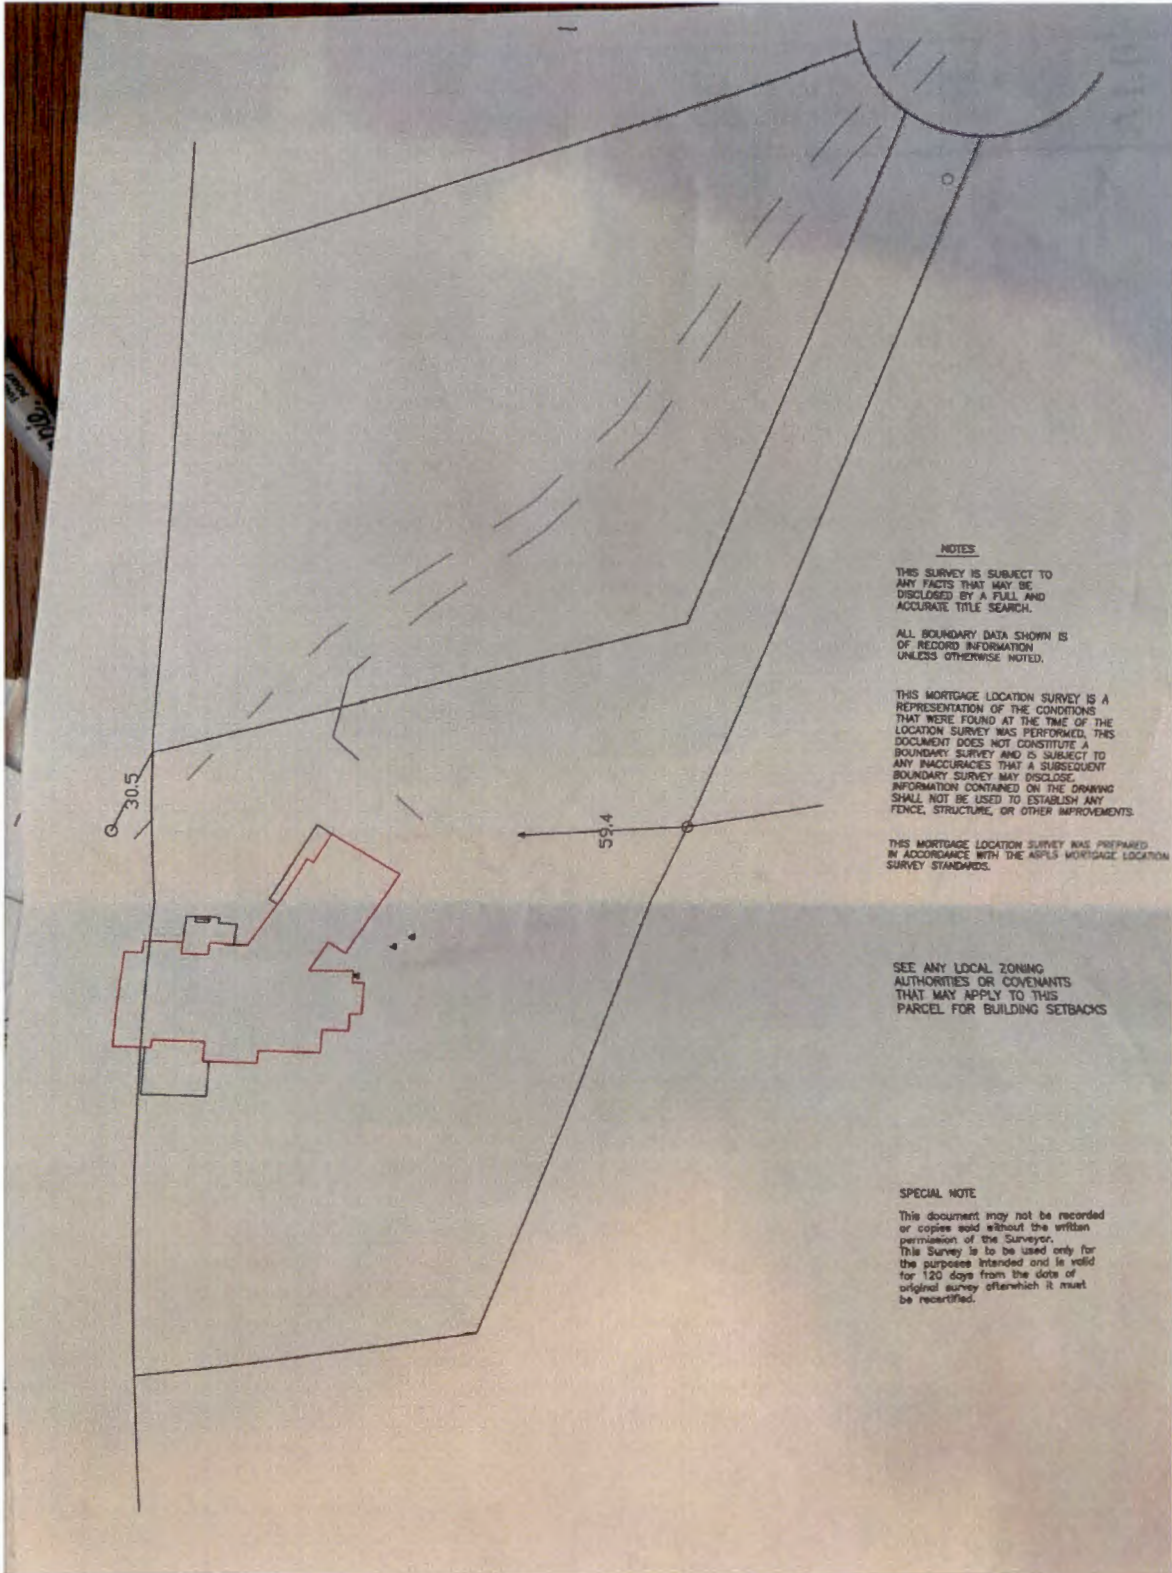 30.5
59.4
NOTES
THIS SURVEY IS SUBJECT TO
ANY FACTS THAT MAY BE
DISCLOSED BY A FULL AND
ACCURATE TITLE SEARCH.
ALL BOUNDARY DATA SHOWN IS
OF RECORD INFORMATION
UNLESS OTHERWISE NOTED.
THIS MORTGAGE LOCATION SURVEY IS A
REPRESENTATION OF THE CONDITIONS
THAT WERE FOUND AT THE TIME OF THE
LOCATION SURVEY WAS PERFORMED, THIS
DOCUMENT DOES NOT CONSTITUTE A
BOUNDARY SURVEY AND IS SUBJECT TO
ANY INACCURACIES THAT A SUBSEQUENT
BOUNDARY SURVEY MAY DISCLOSE.
INFORMATION CONTAINED ON THE DRAWING
SHALL NOT BE USED TO ESTABLISH ANY
FENCE, STRUCTURE, OR OTHER IMPROVEMENTS.
THIS MORTGAGE LOCATION SURVEY WAS PREPARED
IN ACCORDANCE WITH THE ASPLS MORTGAGE LOCATION
SURVEY STANDARDS.
SEE ANY LOCAL ZONING
AUTHORITIES OR COVENANTS
THAT MAY APPLY TO THIS
PARCEL FOR BUILDING SETBACKS
SPECIAL NOTE
This document may not be recorded
or copies sold without the written
permission of the Surveyor.
This Survey is to be used only for
the purposes intended and is valid
for 120 days from the date of
original survey afterwhich it must
be recertified.